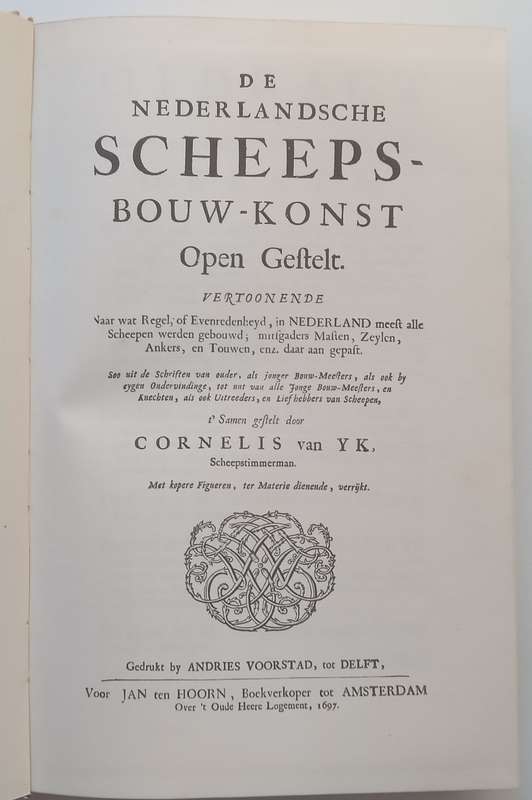 DE
NEDERLANDSCHE
SCHEEPS-
BOUW-KONST
Open Geſtelt.
VERTOONENDE
Naar wat Regel, of Evenredenheyd, in NEDERLAND meeſt alle
Scheepen werden gebouwd; mitſgaders Maſten, Zeylen,
Ankers, en Touwen, enz. daar aan gepaſt.
Soo uit de Schriften van ouder, als jonger Bouw-Meeſters, als ook by
eygen Ondervindinge, tot nut van alle Jonge Bouw-Meeſters, en
Knechten, als ook Uitreeders, en Liefhebbers van Scheepen,
t' Samen geſtelt door
CORNELIS van YK,
Scheepstimmerman.
Met kopere Figueren, ter Materie dienende, verrijkt.
Gedrukt by ANDRIES VOORSTAD, tot DELFT,
Voor JAN ten HOORN, Boekverkoper tot AMSTERDAM
Over 't Oude Heere Logement, 1697.